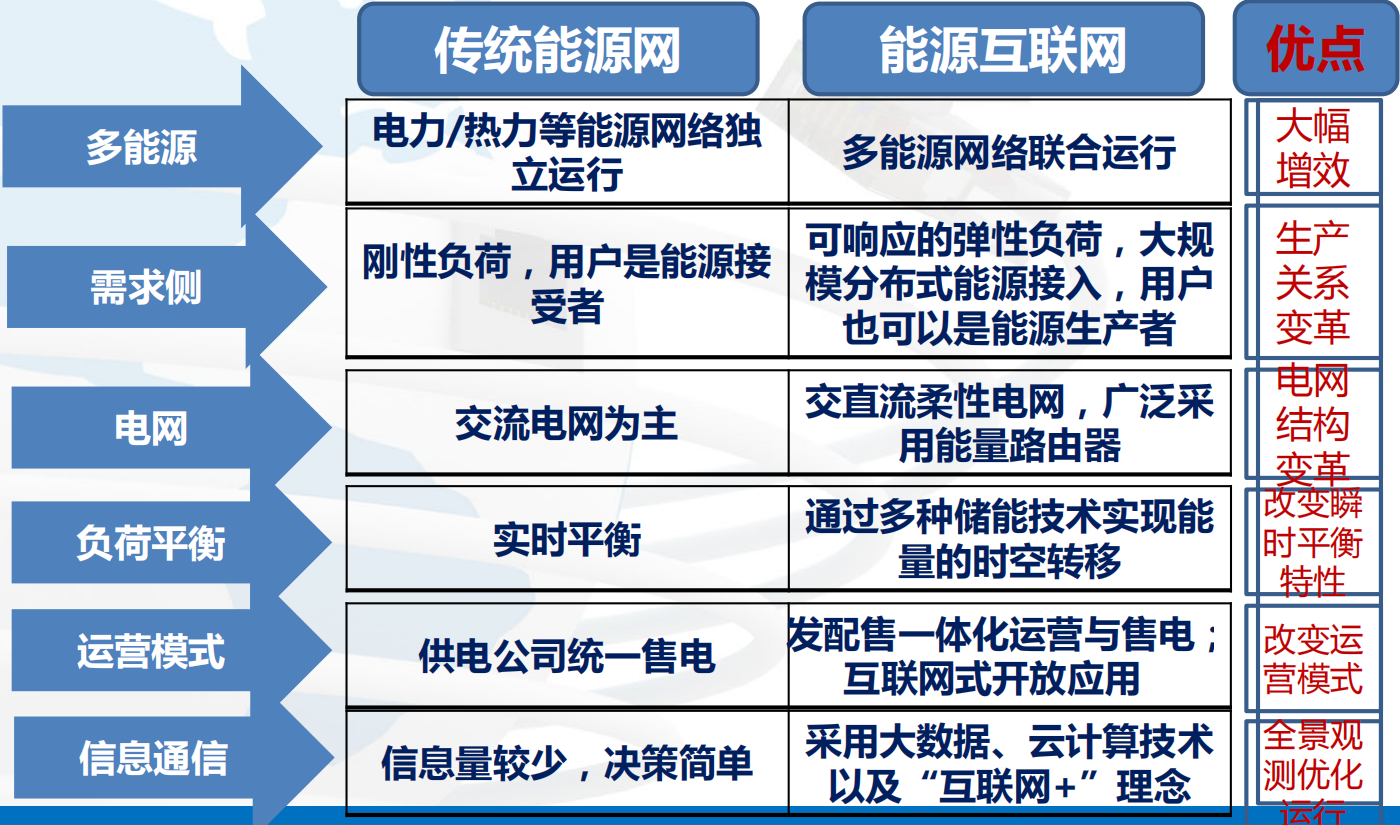 传统能源网
能源互联网
优点
多能源
电力/热力等能源网络独
立运行
多能源网络联合运行
大幅
增效
需求侧
刚性负荷，用户是能源接
受者
可响应的弹性负荷，大规
模分布式能源接入，用户
也可以是能源生产者
生产
关系
变革
电网
交流电网为主
交直流柔性电网，广泛采
用能量路由器
电网
结构
变革
负荷平衡
实时平衡
通过多种储能技术实现能
量的时空转移
改变瞬
时平衡
特性
运营模式
供电公司统一售电
发配售一体化运营与售电；
互联网式开放应用
改变运
营模式
信息通信
信息量较少，决策简单
采用大数据、云计算技术
以及“互联网+”理念
全景观
测优化
运行